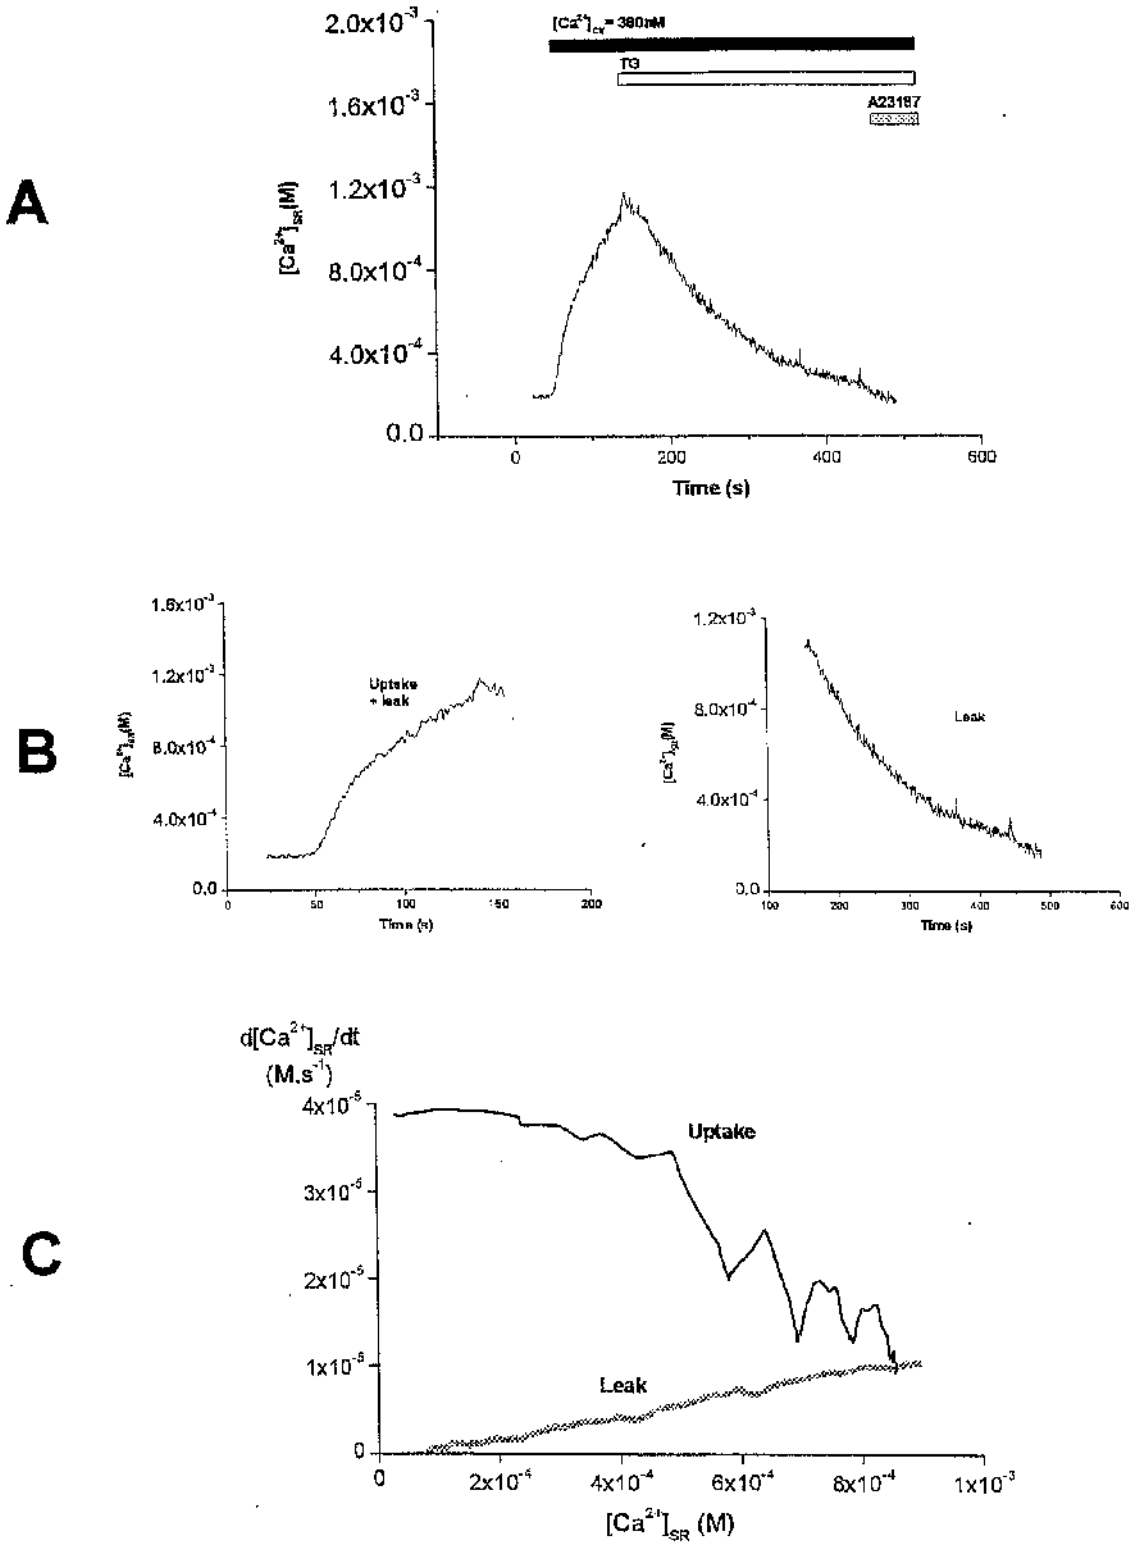 A
2.0x10-3
1.6x10-3
1.2x10-3
8.0x10-4
4.0x10-4
0.0
[Ca2+]SR(M)
[Ca2+]cyt= 380nM
TG
A23187
0 200 400 600
Time (s)
B
1.6x10-3
1.2x10-3
8.0x10-4
4.0x10-4
0.0
[Ca2+]SR(M)
Uptake
+ leak
0 50 100 150 200
Time (s)
1.2x10-3
8.0x10-4
4.0x10-4
0.0
[Ca2+]SR(M)
Leak
100 200 300 400 500 600
Time (s)
C
d[Ca2+]SR/dt
(M.s-1)
4x10-5
3x10-5
2x10-5
1x10-5
0
Uptake
Leak
0 2x10-4 4x10-4 6x10-4 8x10-4 1x10-3
[Ca2+]SR (M)